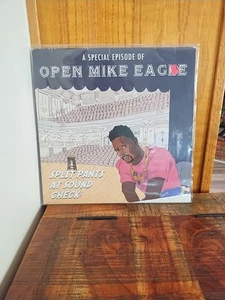 A SPECIAL EPISODE OF
OPEN MIKE EAGLE
SPLIT PANTS
AT SOUND
CHECK